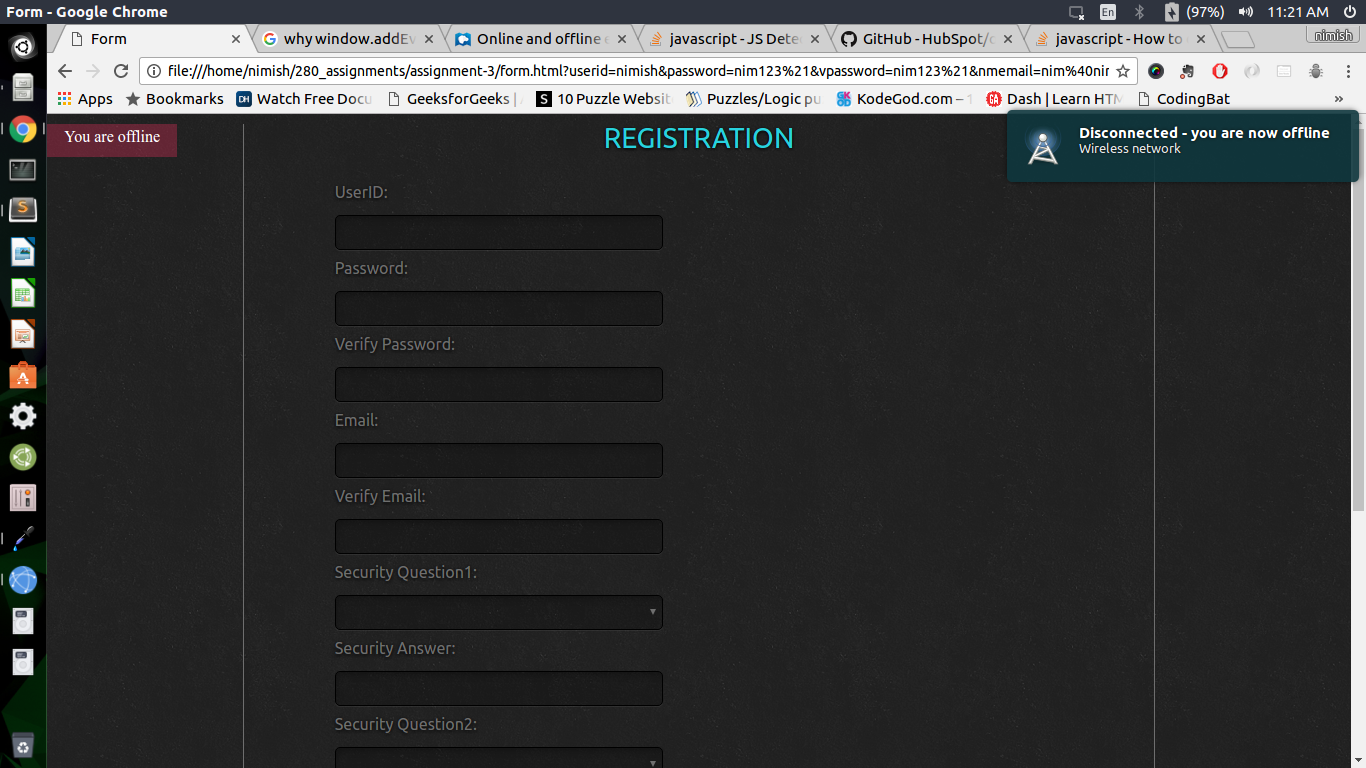 Form - Google Chrome
En
(97%)
11:21 AM
Form
why window.addEv
Online and offline e
javascript - JS Dete
GitHub - HubSpot/
javascript - How to
nimish
file:///home/nimish/280_assignments/assignment-3/form.html?userid=nimish&password=nim123%21&vpassword=nim123%21&nmemail=nim%40nim
Apps
Bookmarks
DH Watch Free Docu
GeeksforGeeks |
S 10 Puzzle Websit
Puzzles/Logic pu
KodeGod.com –
GA Dash | Learn HTM
CodingBat
»
You are offline
REGISTRATION
Disconnected - you are now offline
Wireless network
UserID:
Password:
Verify Password:
Email:
Verify Email:
Security Question1:
Security Answer:
Security Question2: